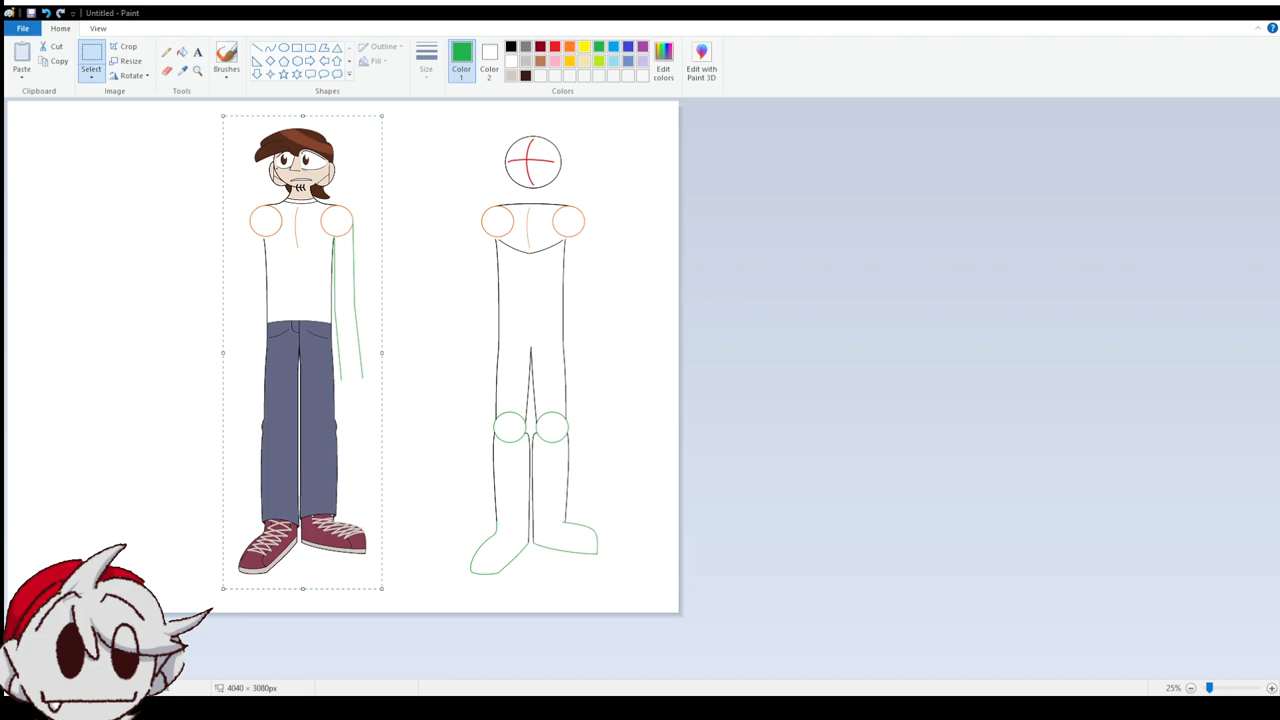 Untitled - Paint
File Home View
Paste
Cut
Copy
Clipboard
Select
Crop
Resize
Rotate
Image
A
Tools
Brushes
Outline
Fill
Shapes
Size
Color 1
Color 2
Edit colors
Colors
Edit with Paint 3D
4040 × 3080px
25%